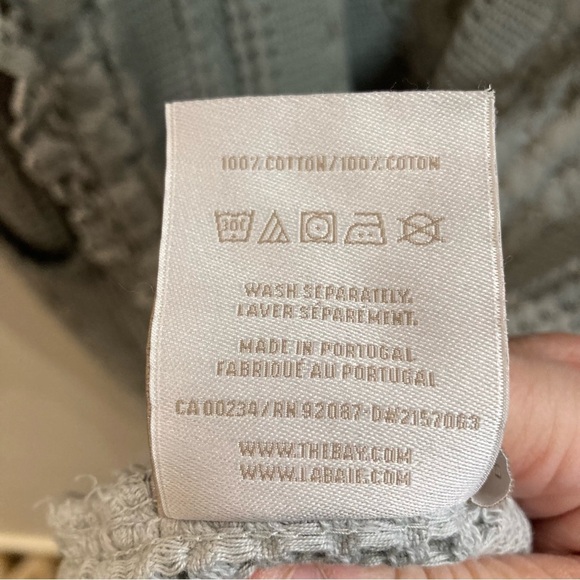 100% COTTON / 100% COTON
30C
WASH SEPARATELY.
LAVER SÉPARÉMENT.
MADE IN PORTUGAL
FABRIQUÉ AU PORTUGAL
CA 00234 / RN 92087-D#2157063
WWW.THEBAY.COM
WWW.LABAIE.COM